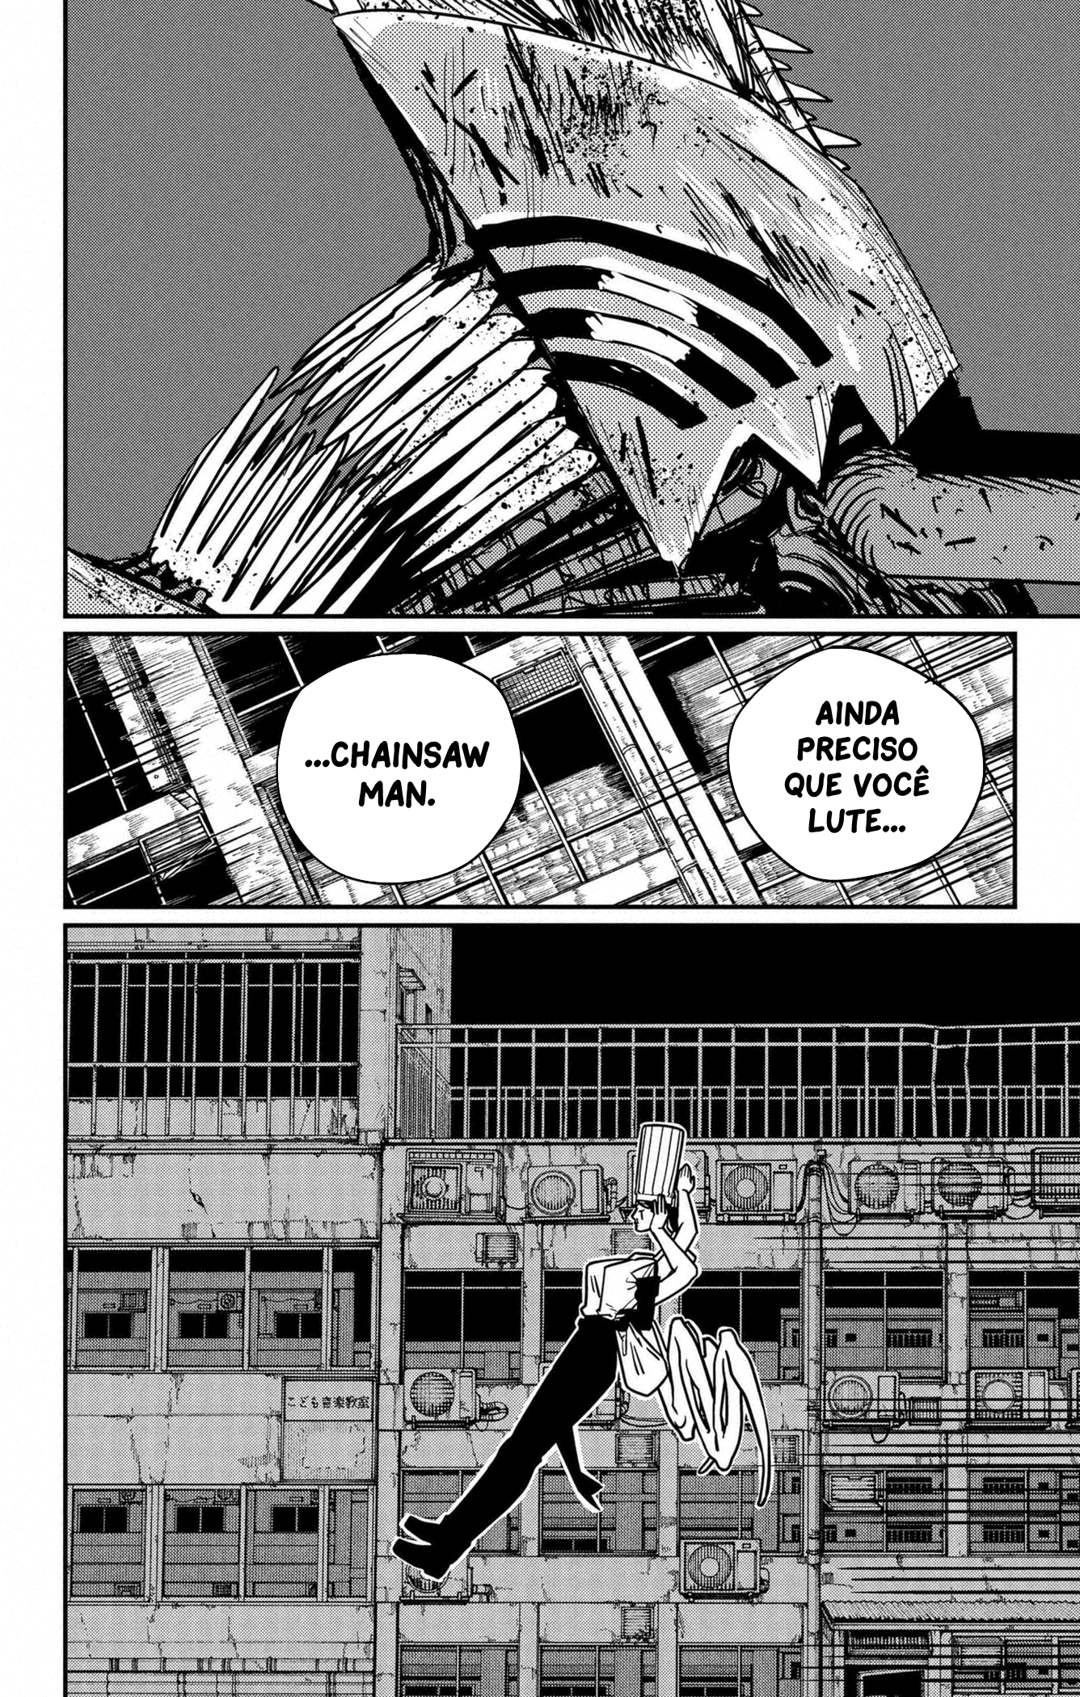 AINDA
PRECISO
QUE VOCÊ
LUTE...
...CHAINSAW
MAN.
こども音楽教室